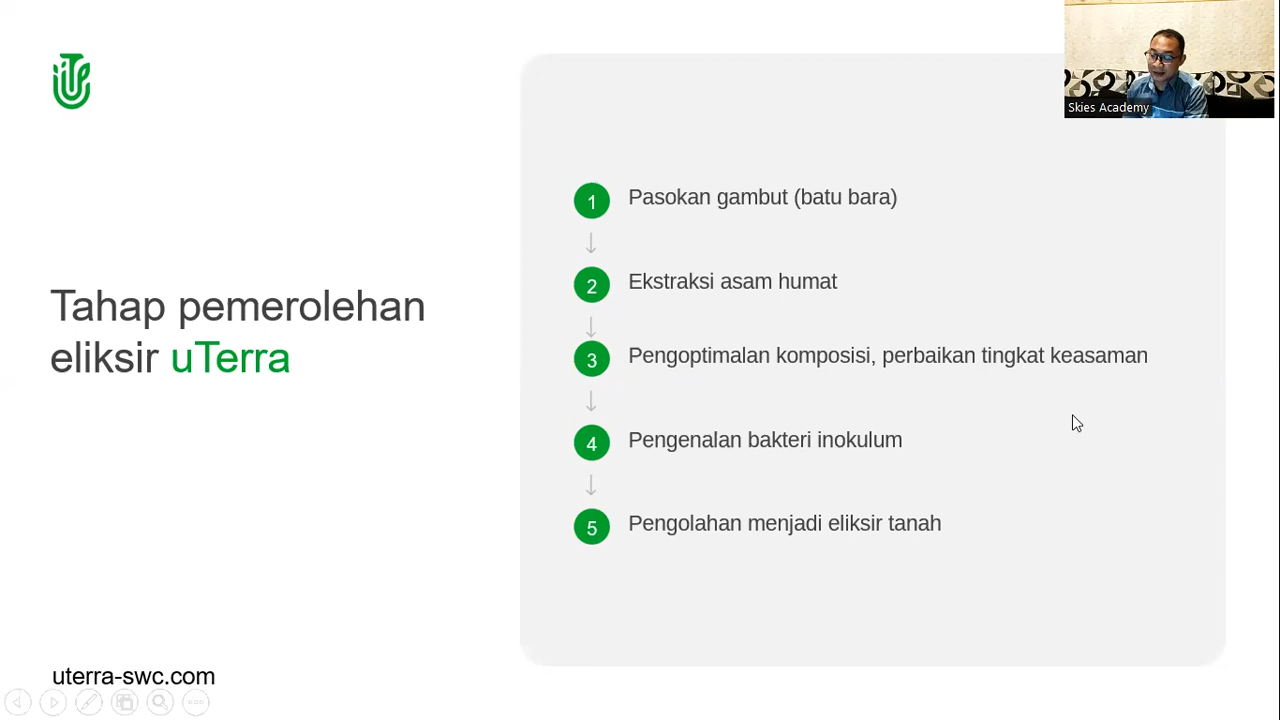 Skies Academy
Tahap pemerolehan
eliksir uTerra
1 Pasokan gambut (batu bara)
2 Ekstraksi asam humat
3 Pengoptimalan komposisi, perbaikan tingkat keasaman
4 Pengenalan bakteri inokulum
5 Pengolahan menjadi eliksir tanah
uterra-swc.com